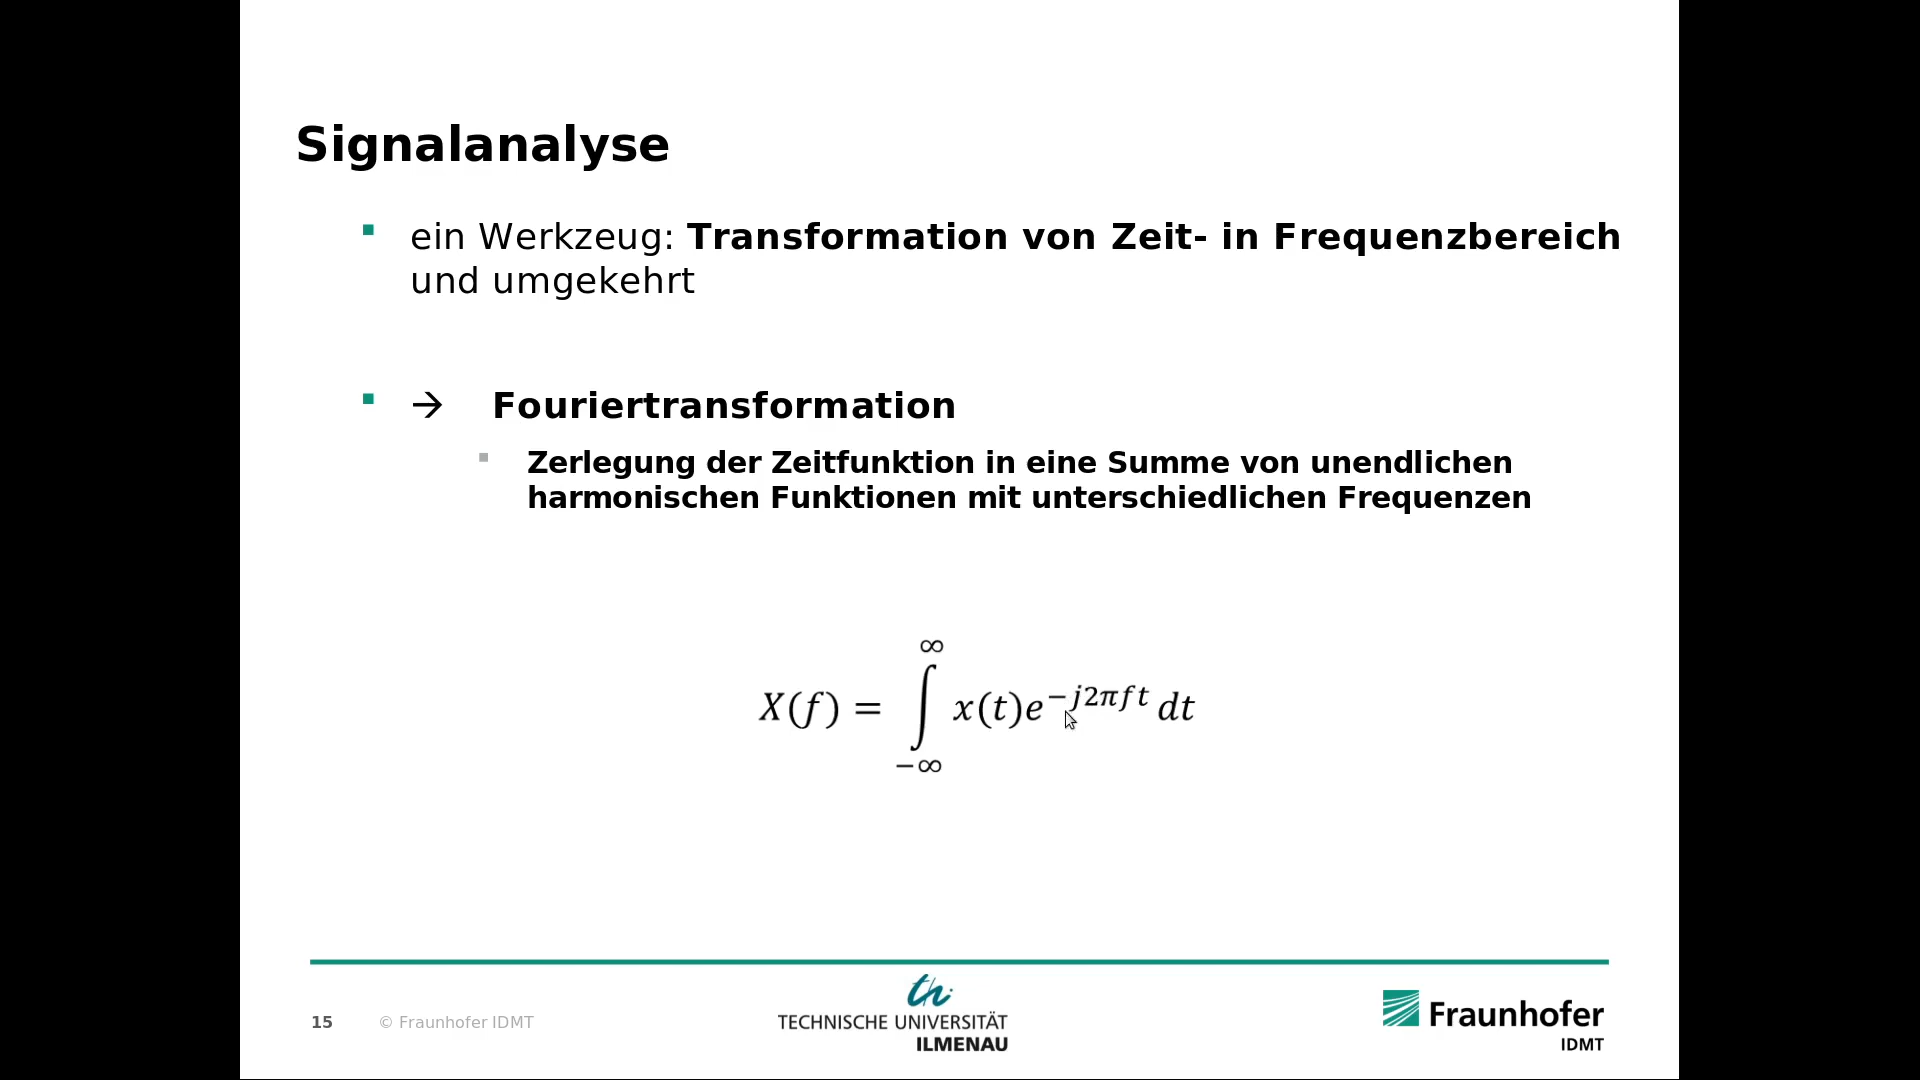 Signalanalyse
ein Werkzeug: Transformation von Zeit- in Frequenzbereich
und umgekehrt
→ Fouriertransformation
Zerlegung der Zeitfunktion in eine Summe von unendlichen
harmonischen Funktionen mit unterschiedlichen Frequenzen
X(f) = ∫_{-∞}^{∞} x(t)e^{-j2πft} dt
15 © Fraunhofer IDMT
th
TECHNISCHE UNIVERSITÄT
ILMENAU
Fraunhofer
IDMT